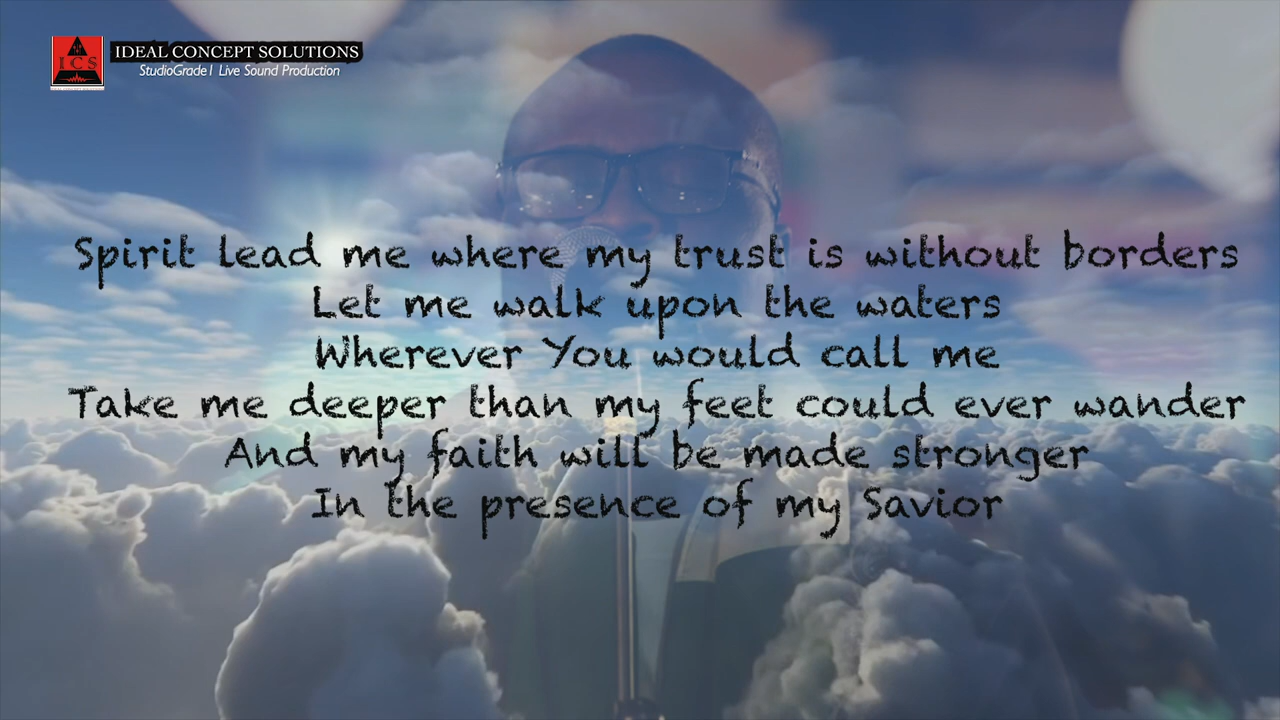 ICS
IDEAL CONCEPT SOLUTIONS
StudioGrade1 Live Sound Production
Spirit lead me where my trust is without borders
Let me walk upon the waters
Wherever You would call me
Take me deeper than my feet could ever wander
And my faith will be made stronger
In the presence of my Savior